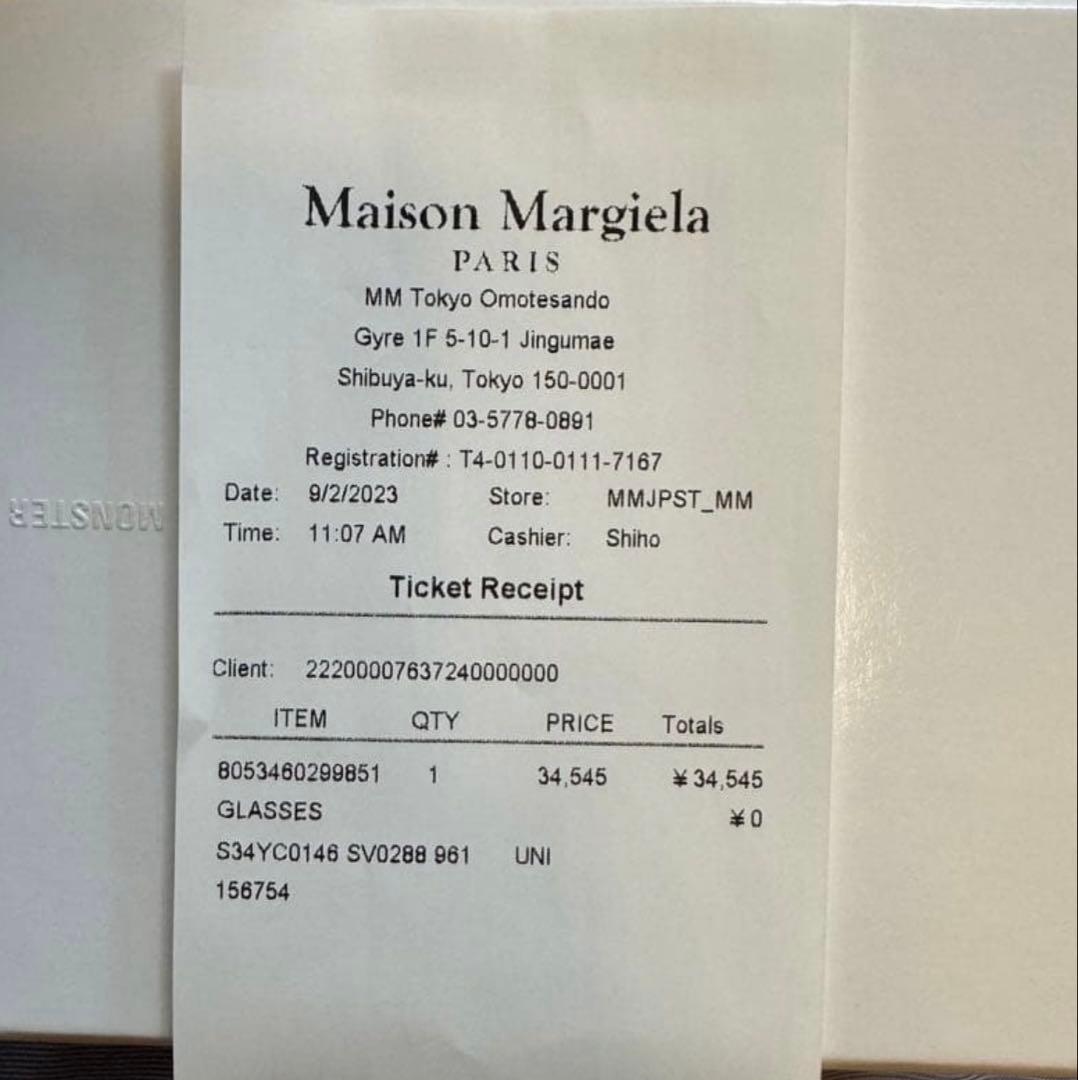 Maison Margiela
PARIS
MM Tokyo Omotesando
Gyre 1F 5-10-1 Jingumae
Shibuya-ku, Tokyo 150-0001
Phone# 03-5778-0891
Registration# : T4-0110-0111-7167
Date: 9/2/2023 Store: MMJPST_MM
Time: 11:07 AM Cashier: Shiho
Ticket Receipt
Client: 22200007637240000000
ITEM QTY PRICE Totals
8053460299851 1 34,545 ¥34,545
GLASSES ¥0
S34YC0146 SV0288 961 UNI
156754
MONSTER